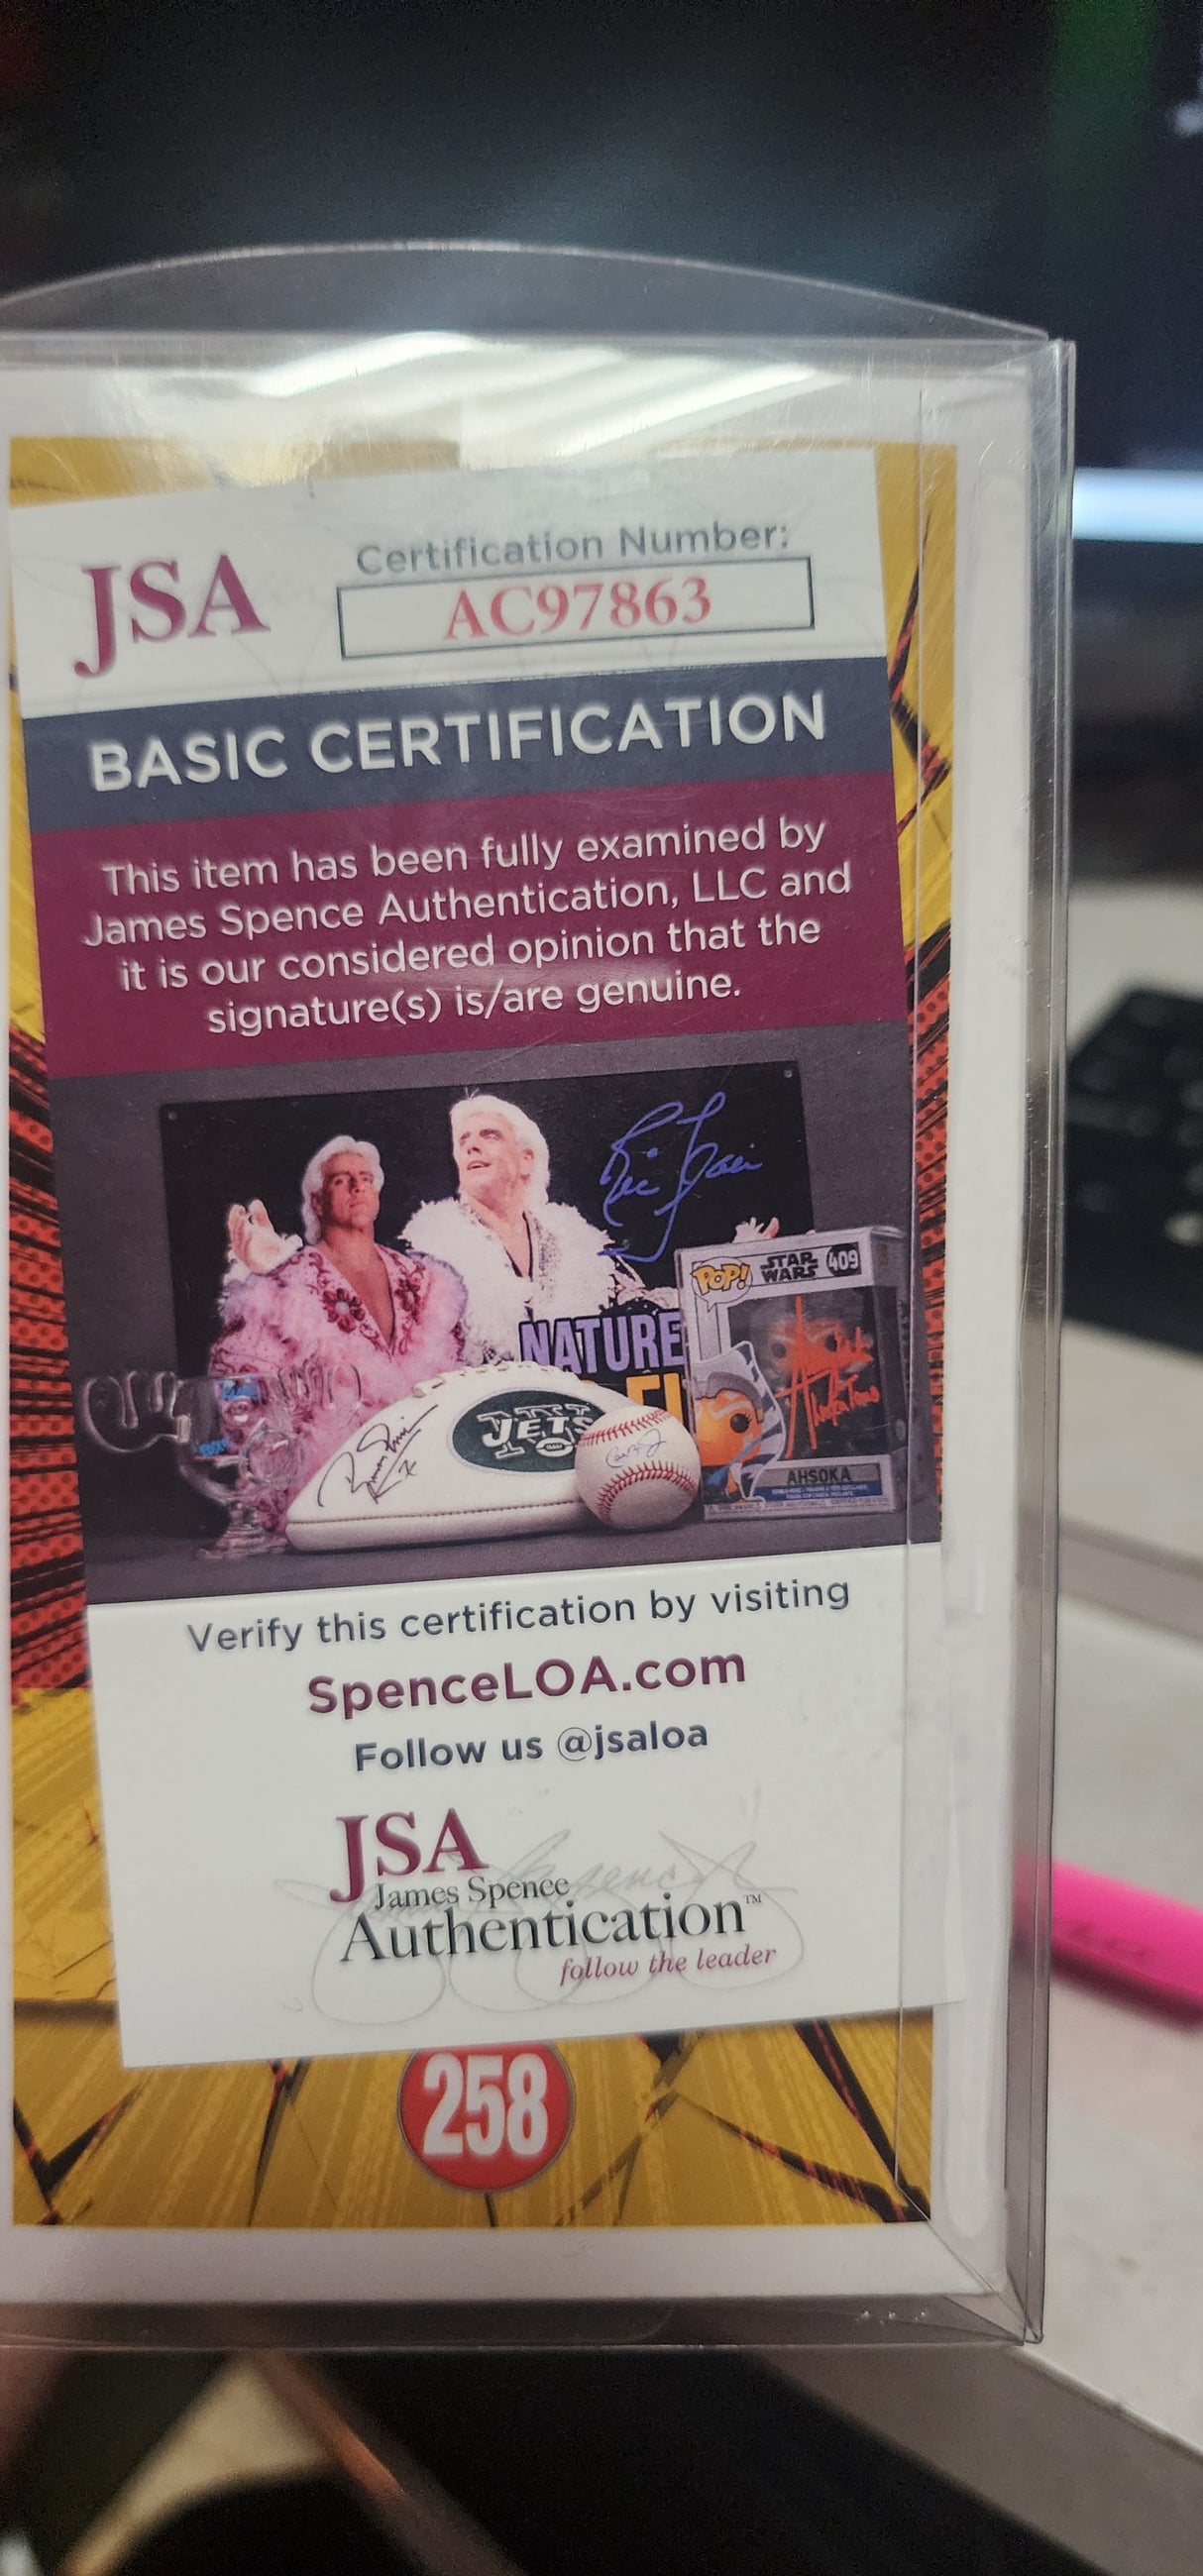 JSA
Certification Number:
AC97863
BASIC CERTIFICATION
This item has been fully examined by
James Spence Authentication, LLC and
it is our considered opinion that the
signature(s) is/are genuine.
Ric Flair
POP!
STAR
WARS
409
NATURE
JETS
AHSOKA
Verify this certification by visiting
SpenceLOA.com
Follow us @jsaloa
JSA
James Spence
Authentication™
follow the leader
258